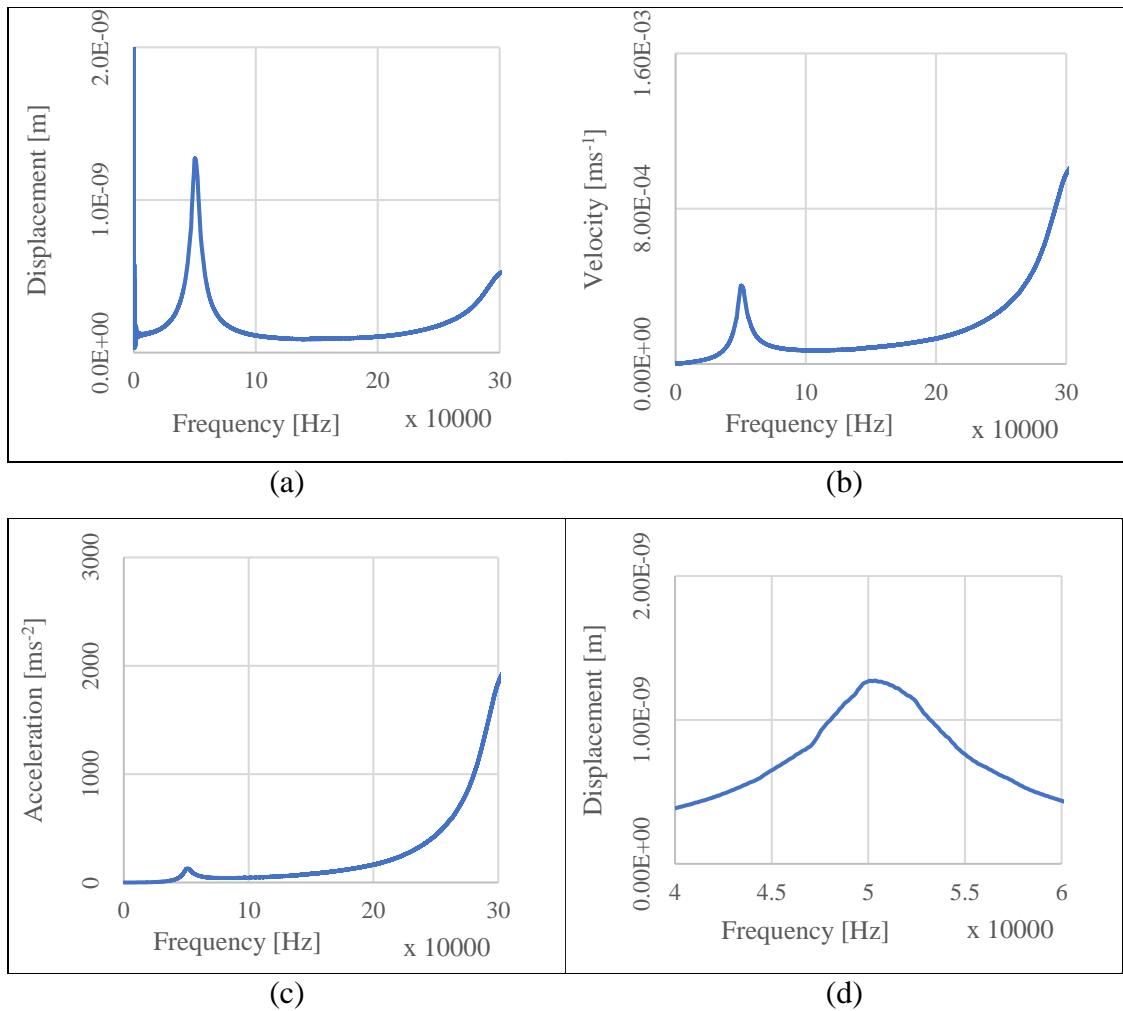 Displacement [m]
2.0E-09
1.0E-09
0.0E+00
0 10 20 30
Frequency [Hz] x 10000
(a)
Velocity [ms-1]
1.60E-03
8.00E-04
0.00E+00
0 10 20 30
Frequency [Hz] x 10000
(b)
Acceleration [ms-2]
3000
2000
1000
0
0 10 20 30
Frequency [Hz] x 10000
(c)
Displacement [m]
2.00E-09
1.00E-09
0.00E+00
4 4.5 5 5.5 6
Frequency [Hz] x 10000
(d)